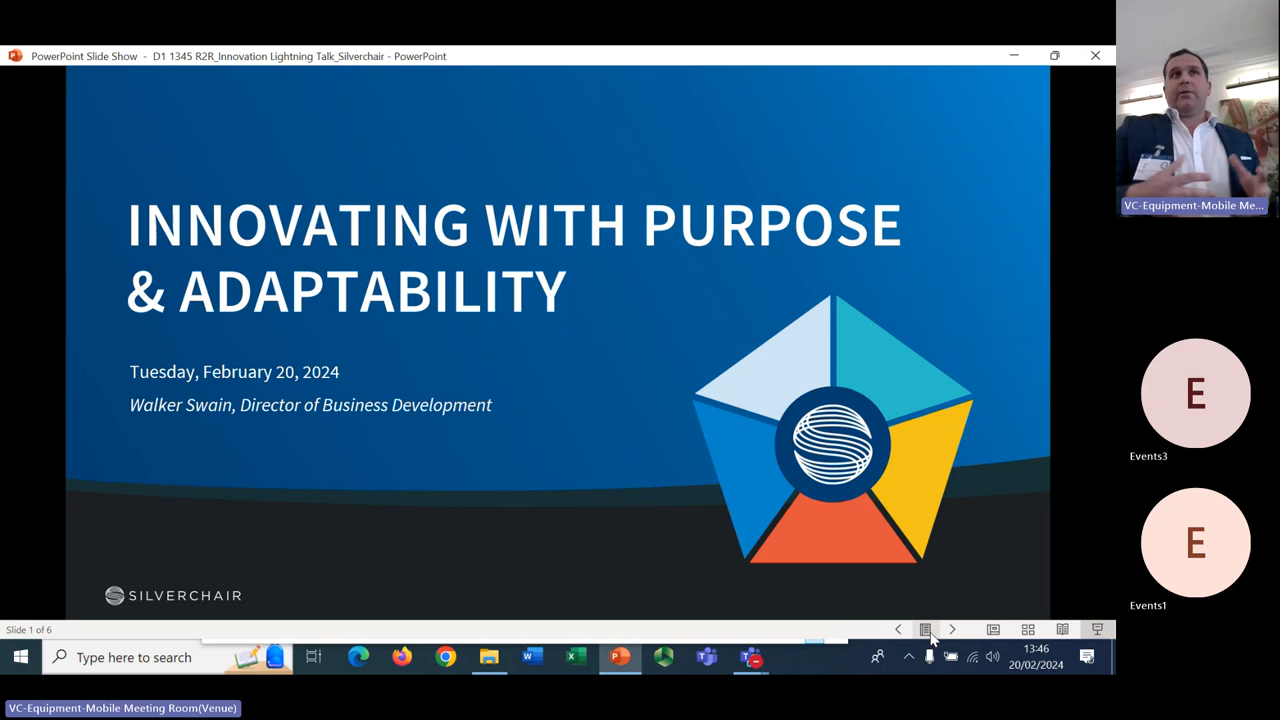 PowerPoint Slide Show - D1 1345 R2R_Innovation Lightning Talk_Silverchair - PowerPoint
INNOVATING WITH PURPOSE
& ADAPTABILITY
Tuesday, February 20, 2024
Walker Swain, Director of Business Development
SILVERCHAIR
Slide 1 of 6
Type here to search
13:46
20/02/2024
VC-Equipment-Mobile Me...
E
Events3
E
Events1
VC-Equipment-Mobile Meeting Room(Venue)